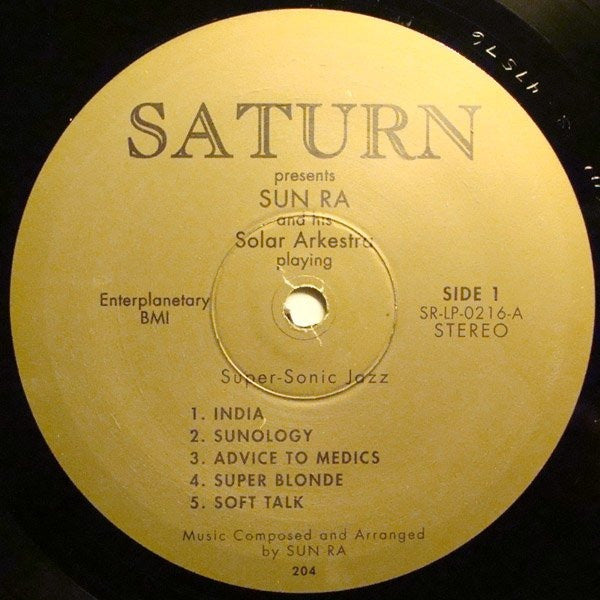 SATURN
presents
SUN RA
and his
Solar Arkestra
playing
Enterplanetary
BMI
SIDE 1
SR-LP-0216-A
STEREO
Super-Sonic Jazz
1. INDIA
2. SUNOLOGY
3. ADVICE TO MEDICS
4. SUPER BLONDE
5. SOFT TALK
Music Composed and Arranged
by SUN RA
204